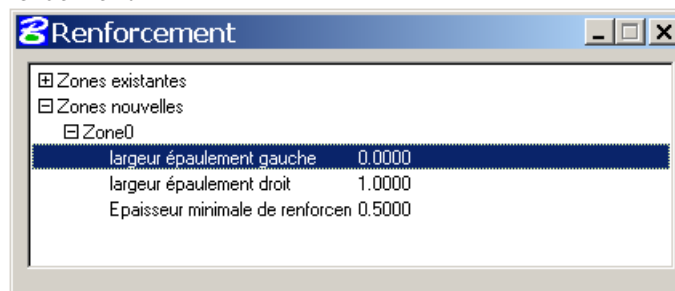 Renforcement
Zones existantes
Zones nouvelles
Zone0
largeur épaulement gauche 0.0000
largeur épaulement droit 1.0000
Epaisseur minimale de renforcen 0.5000